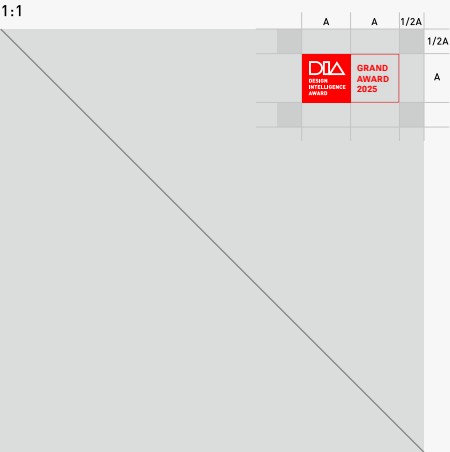 1:1
A A 1/2A
1/2A
A
DIA
DESIGN
INTELLIGENCE
AWARD
GRAND
AWARD
2025